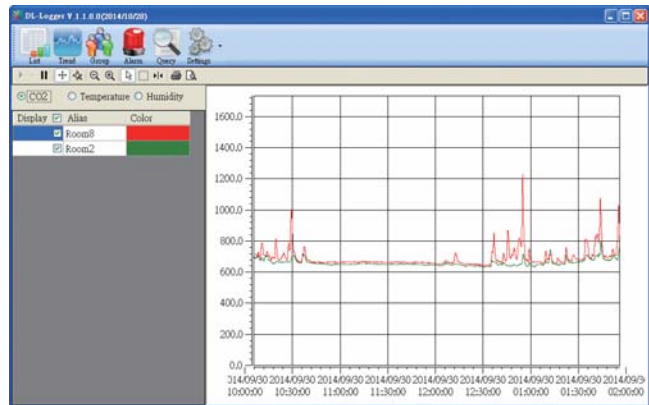 DL-Logger V.1.1.0.0(2014/10/20)
List Trend Group Alarm Query Settings
CO2 Temperature Humidity
Display Alias Color
Room8
Room2
1600.0
1400.0
1200.0
1000.0
800.0
600.0
400.0
200.0
0.0
014/09/30 2014/09/30 2014/09/30 2014/09/30 2014/09/30 2014/09/30 2014/09/30 2014/09/30 2014/09/3
10:00:00 10:30:00 11:00:00 11:30:00 12:00:00 12:30:00 01:00:00 01:30:00 02:00:00